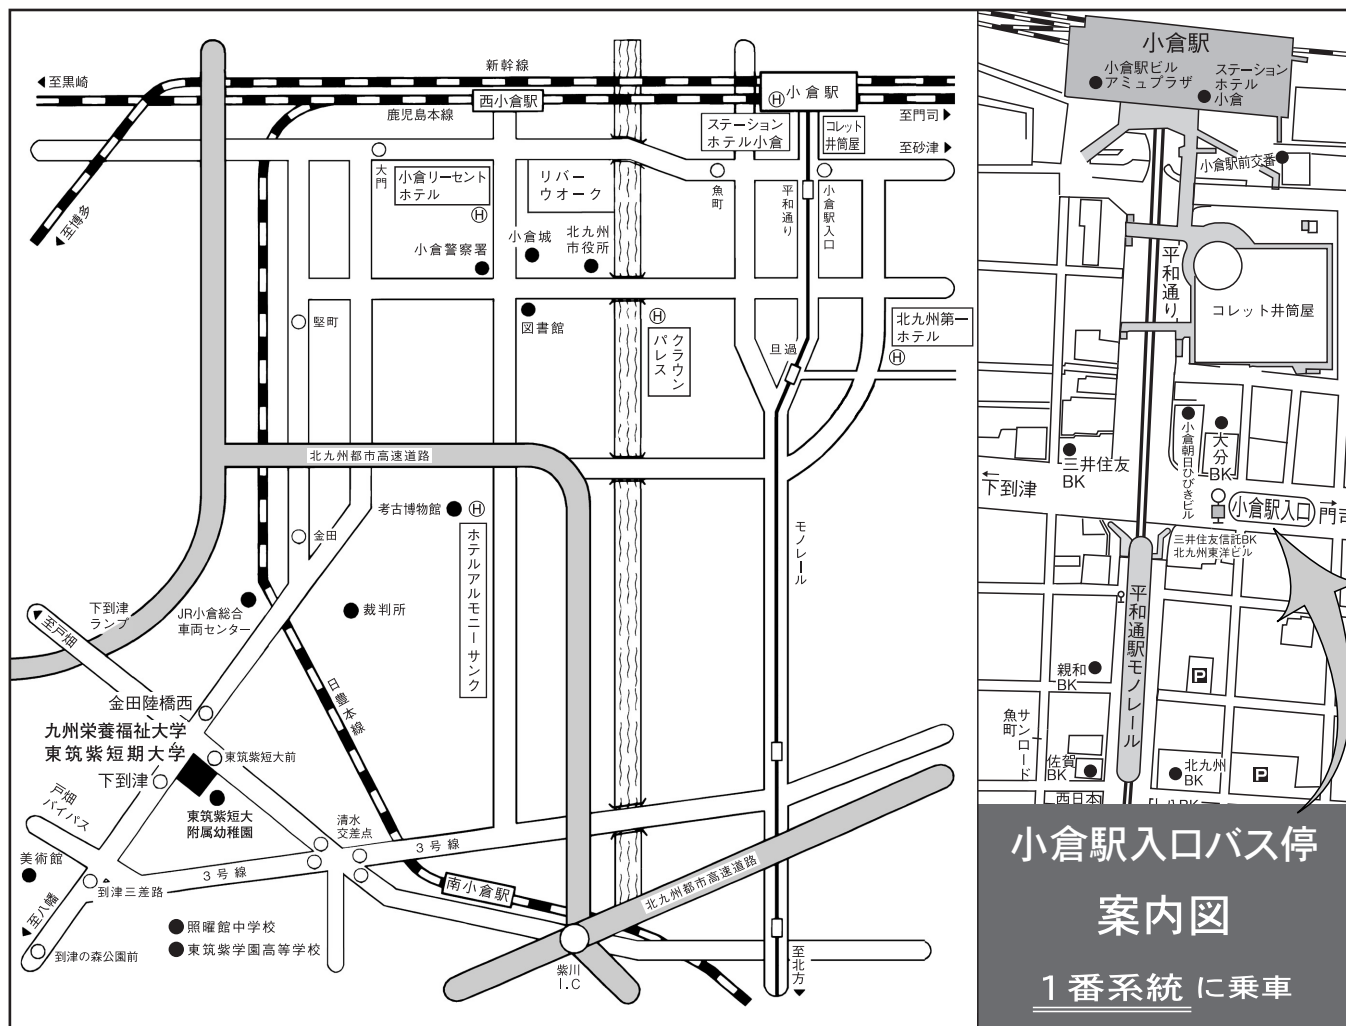 新幹線
至黒崎
西小倉駅
小倉駅
鹿児島本線
至門司
ステーション
ホテル小倉
コレット
井筒屋
至砂津
大門
小倉リーセント
ホテル
リバー
ウオーク
魚町
平和通り
小倉駅入口
至博多
小倉警察署
小倉城
北九州
市役所
堅町
図書館
クラウン
パレス
旦過
北九州第一
ホテル
北九州都市高速道路
考古博物館
金田
ホテルアルモニーサンク
モノレール
下到津
ランプ
JR小倉総合
車両センター
裁判所
至戸畑
日豊本線
金田陸橋西
九州栄養福祉大学
東筑紫短期大学
東筑紫短大前
下到津
戸畑
バイパス
東筑紫短大
附属幼稚園
清水
交差点
3号線
美術館
3号線
到津三差路
南小倉駅
北九州都市高速道路
至八幡
照曜館中学校
東筑紫学園高等学校
到津の森公園前
紫川
I.C
至北方
小倉駅
小倉駅ビル
アミュプラザ
ステーション
ホテル
小倉
小倉駅前交番
平和通り
コレット井筒屋
小倉朝日ひびきビル
大分
BK
三井住友
BK
下到津
小倉駅入口
門司
三井住友信託BK
北九州東洋ビル
平和通駅モノレール
親和
BK
P
サンロード
魚町
佐賀
BK
北九州
BK
P
西日本
小倉駅入口バス停
案内図
1番系統に乗車